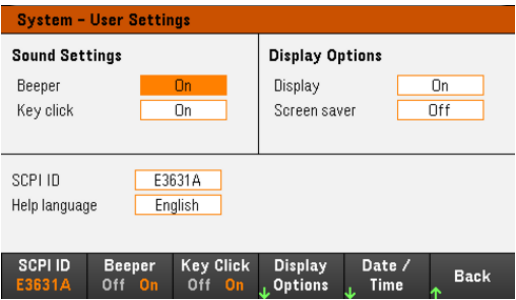 System – User Settings
Sound Settings
Beeper On
Key click On
Display Options
Display On
Screen saver Off
SCPI ID E3631A
Help language English
SCPI ID Beeper Key Click Display Date / Back
E3631A Off On Off On Options Time